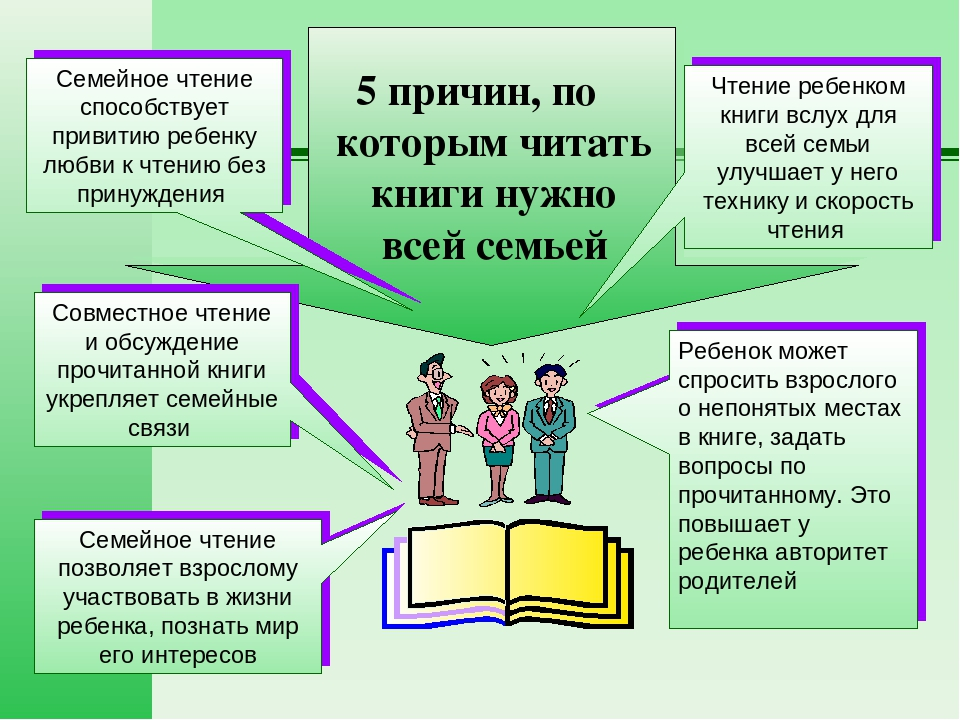 5 причин, по
которым читать
книги нужно
всей семьей
Семейное чтение
способствует
привитию ребенку
любви к чтению без
принуждения
Чтение ребенком
книги вслух для
всей семьи
улучшает у него
технику и скорость
чтения
Совместное чтение
и обсуждение
прочитанной книги
укрепляет семейные
связи
Ребенок может
спросить взрослого
о непонятых местах
в книге, задать
вопросы по
прочитанному. Это
повышает у
ребенка авторитет
родителей
Семейное чтение
позволяет взрослому
участвовать в жизни
ребенка, познать мир
его интересов